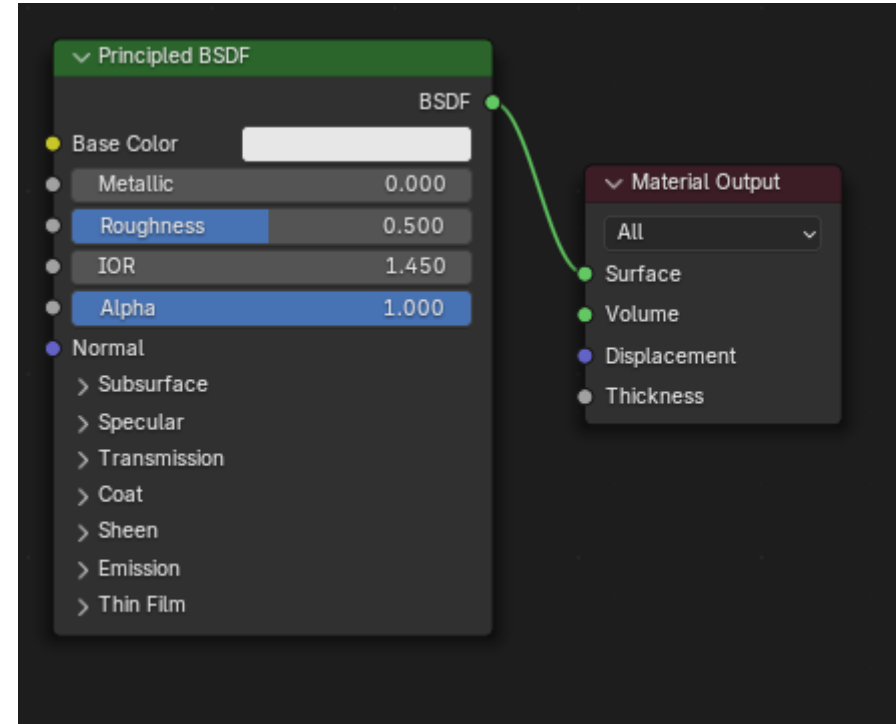 Principled BSDF
BSDF
Base Color
Metallic 0.000
Roughness 0.500
IOR 1.450
Alpha 1.000
Normal
Subsurface
Specular
Transmission
Coat
Sheen
Emission
Thin Film
Material Output
All
Surface
Volume
Displacement
Thickness